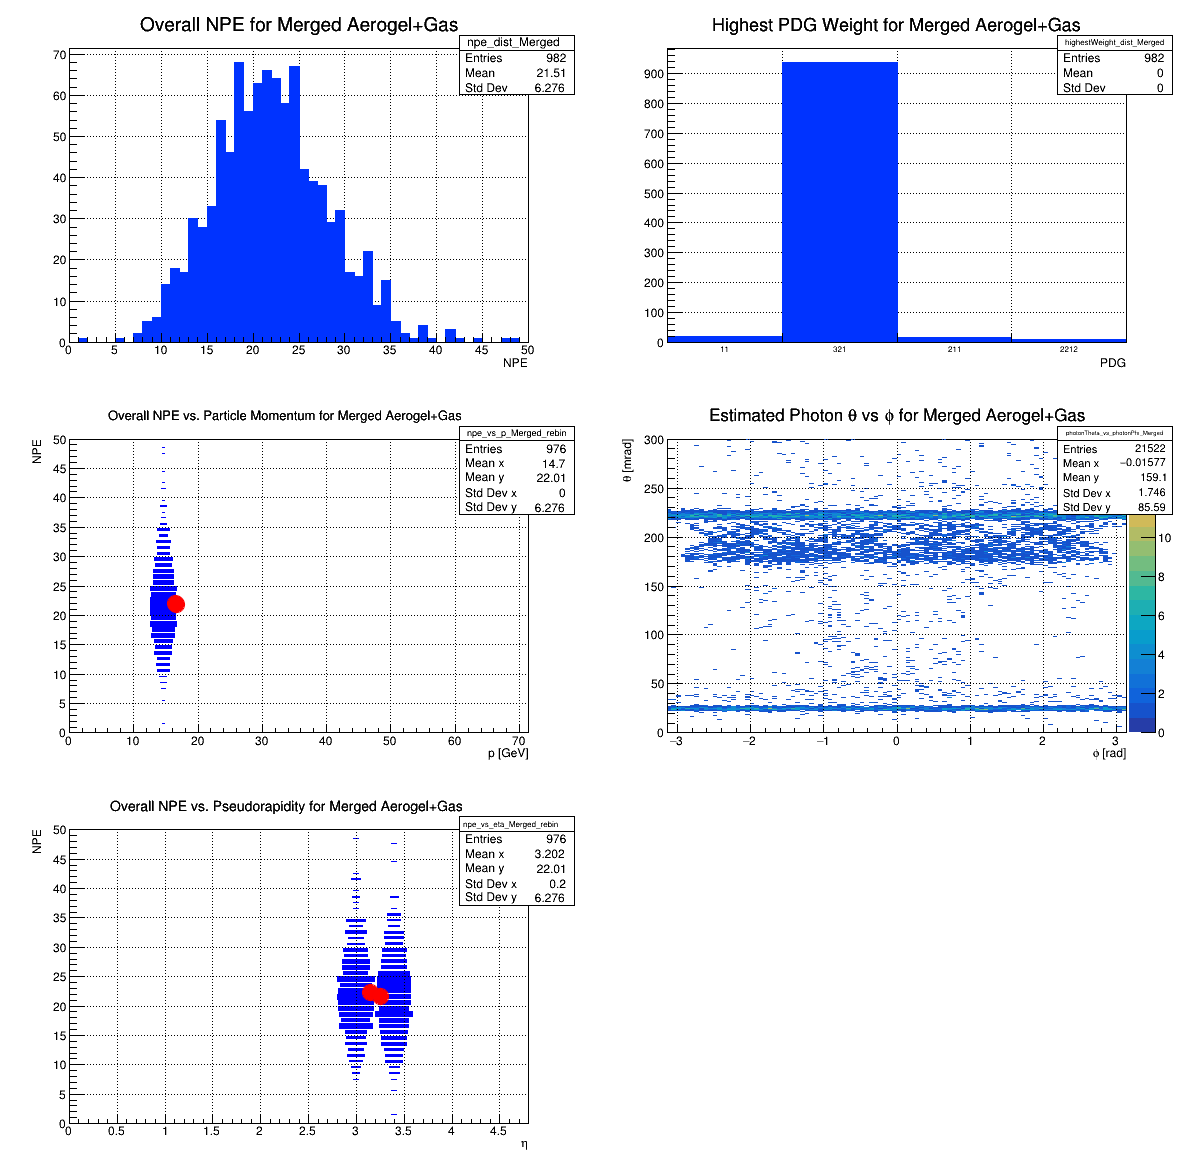 Overall NPE for Merged Aerogel+Gas
npe_dist_Merged
Entries 982
Mean 21.51
Std Dev 6.276
70
60
50
40
30
20
10
0
0 5 10 15 20 25 30 35 40 45 50
NPE
Highest PDG Weight for Merged Aerogel+Gas
highestWeight_dist_Merged
Entries 982
Mean 0
Std Dev 0
900
800
700
600
500
400
300
200
100
0
11 321 211 2212
PDG
Overall NPE vs. Particle Momentum for Merged Aerogel+Gas
npe_vs_p_Merged_rebin
Entries 976
Mean x 14.7
Mean y 22.01
Std Dev x 0
Std Dev y 6.276
NPE
50
45
40
35
30
25
20
15
10
5
0
0 10 20 30 40 50 60 70
p [GeV]
Estimated Photon θ vs ϕ for Merged Aerogel+Gas
photonTheta_vs_photonPhi_Merged
Entries 21522
Mean x −0.01577
Mean y 159.1
Std Dev x 1.746
Std Dev y 85.59
θ [mrad]
300
250
200
150
100
50
0
−3 −2 −1 0 1 2 3
ϕ [rad]
10
8
6
4
2
0
Overall NPE vs. Pseudorapidity for Merged Aerogel+Gas
npe_vs_eta_Merged_rebin
Entries 976
Mean x 3.202
Mean y 22.01
Std Dev x 0.2
Std Dev y 6.276
NPE
50
45
40
35
30
25
20
15
10
5
0
0 0.5 1 1.5 2 2.5 3 3.5 4 4.5
η